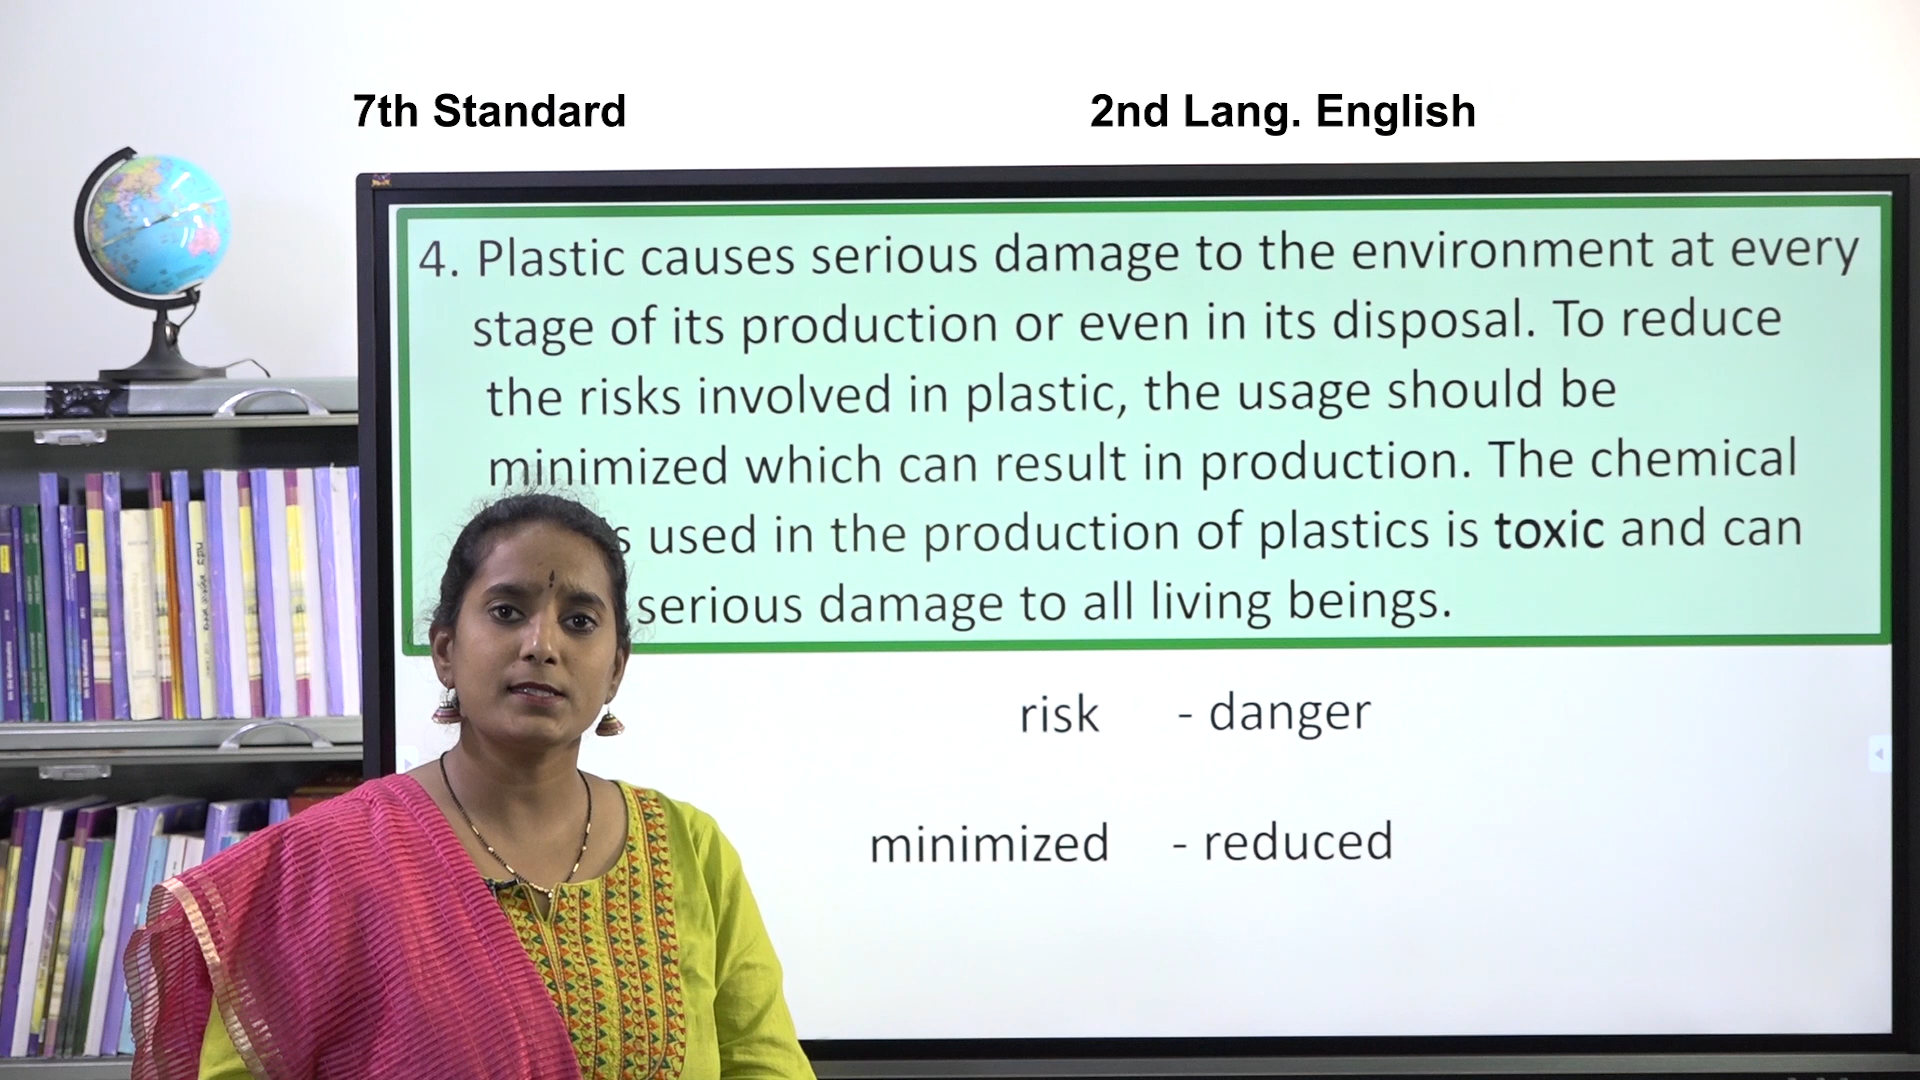 7th Standard
2nd Lang. English
4. Plastic causes serious damage to the environment at every
stage of its production or even in its disposal. To reduce
the risks involved in plastic, the usage should be
minimized which can result in production. The chemical
used in the production of plastics is toxic and can
serious damage to all living beings.
risk - danger
minimized - reduced